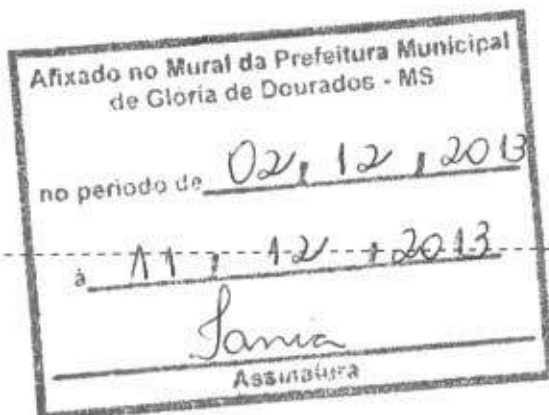 Afixado no Mural da Prefeitura Municipal
de Gloria de Dourados - MS
no periodo de 02, 12, 2013
à 11, 12, 2013
Assinatura